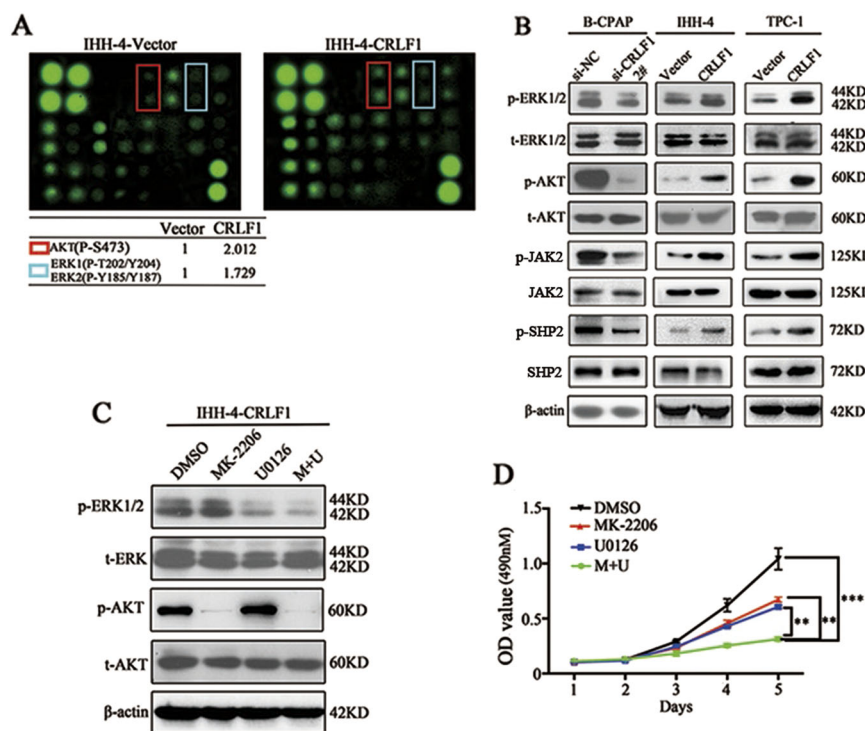 A
IHH-4-Vector
IHH-4-CRLF1
Vector CRLF1
AKT(P-S473) 1 2.012
ERK1(P-T202/Y204)
ERK2(P-Y185/Y187) 1 1.729
B
B-CPAP IHH-4 TPC-1
si-NC si-CRLF1 2# Vector CRLF1 Vector CRLF1
p-ERK1/2 44KD
42KD
t-ERK1/2 44KD
42KD
p-AKT 60KD
t-AKT 60KD
p-JAK2 125KI
JAK2 125KI
p-SHP2 72KD
SHP2 72KD
β-actin 42KD
C
IHH-4-CRLF1
DMSO MK-2206 U0126 M+U
p-ERK1/2 44KD
42KD
t-ERK 44KD
42KD
p-AKT 60KD
t-AKT 60KD
β-actin 42KD
D
OD value (490nM)
1.5
1.0
0.5
0
1 2 3 4 5
Days
DMSO
MK-2206
U0126
M+U
** ** ***